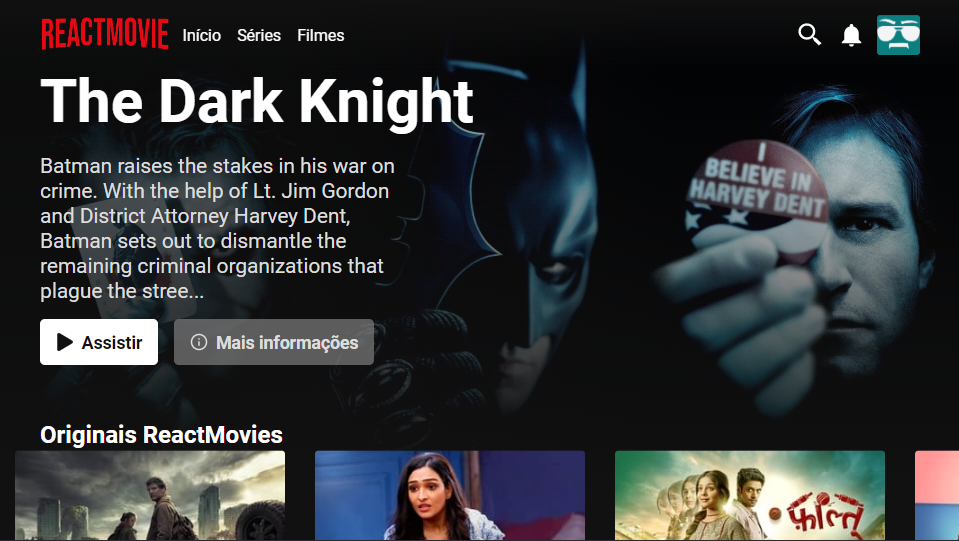 REACTMOVIE Início Séries Filmes
The Dark Knight
Batman raises the stakes in his war on
crime. With the help of Lt. Jim Gordon
and District Attorney Harvey Dent,
Batman sets out to dismantle the
remaining criminal organizations that
plague the stree...
I
BELIEVE IN
HARVEY DENT
Assistir Mais informações
Originais ReactMovies
फालतू